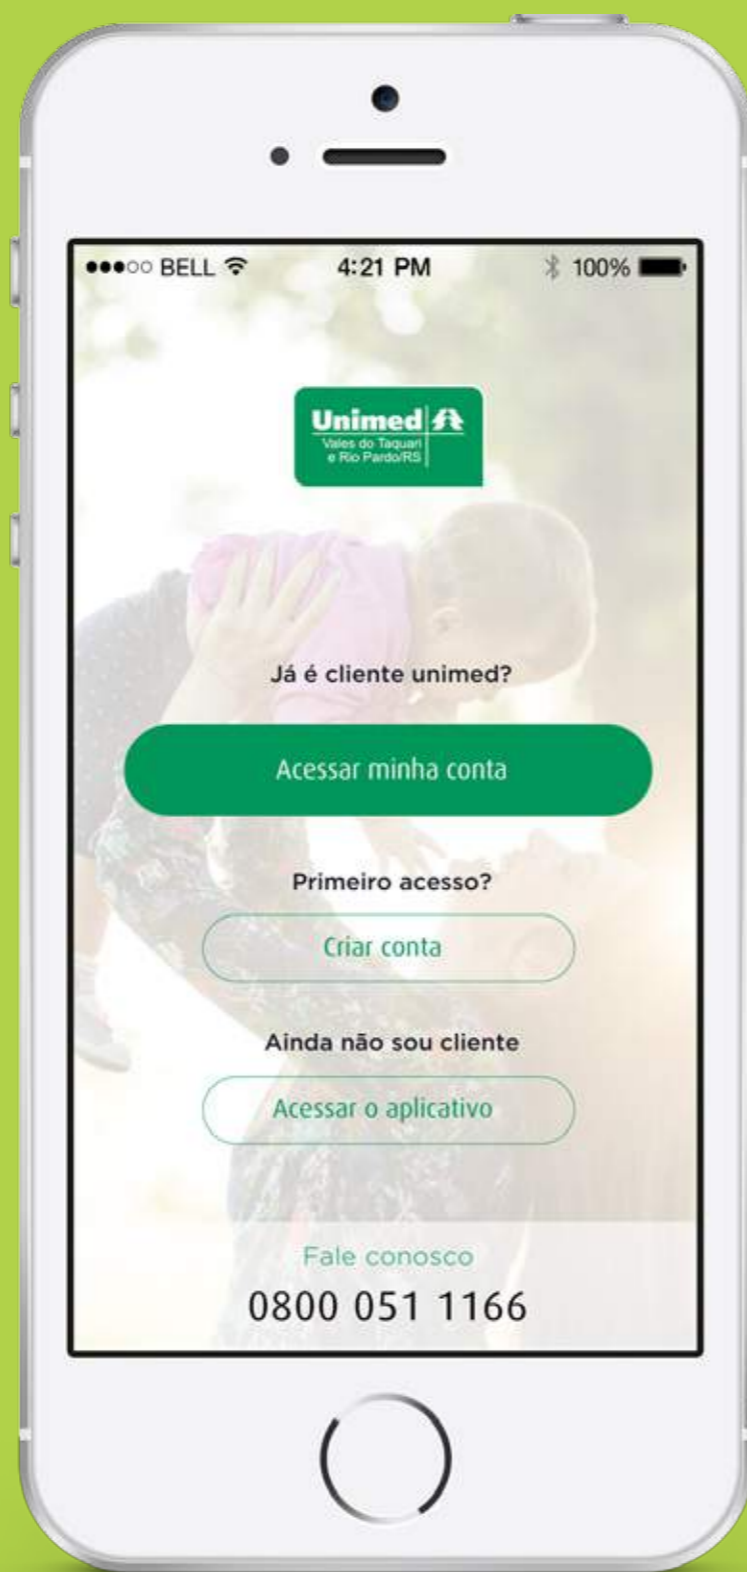 BELL 4:21 PM 100%
Unimed
Vales do Taquari
e Rio Pardo/RS
Já é cliente unimed?
Acessar minha conta
Primeiro acesso?
Criar conta
Ainda não sou cliente
Acessar o aplicativo
Fale conosco
0800 051 1166